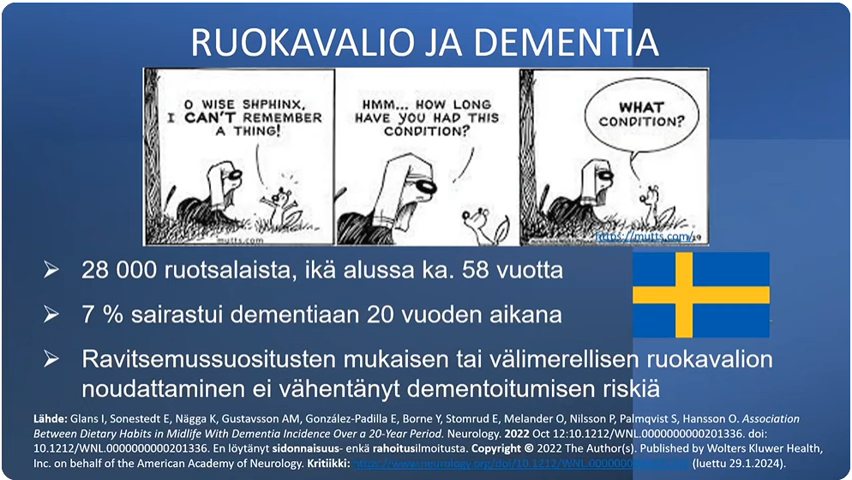 RUOKAVALIO JA DEMENTIA
O WISE SHPHINX,
I CAN'T REMEMBER
A THING!
HMM... HOW LONG
HAVE YOU HAD THIS
CONDITION?
WHAT
CONDITION?
mutts.com
https://mutts.com/
➢ 28 000 ruotsalaista, ikä alussa ka. 58 vuotta
➢ 7 % sairastui dementiaan 20 vuoden aikana
➢ Ravitsemussuositusten mukaisen tai välimerellisen ruokavalion
noudattaminen ei vähentänyt dementoitumisen riskiä
Lähde: Glans I, Sonestedt E, Nägga K, Gustavsson AM, González-Padilla E, Borne Y, Stomrud E, Melander O, Nilsson P, Palmqvist S, Hansson O. Association
Between Dietary Habits in Midlife With Dementia Incidence Over a 20-Year Period. Neurology. 2022 Oct 12:10.1212/WNL.0000000000201336. doi:
10.1212/WNL.0000000000201336. En löytänyt sidonnaisuus- enkä rahoitusilmoitusta. Copyright © 2022 The Author(s). Published by Wolters Kluwer Health,
Inc. on behalf of the American Academy of Neurology. Kritiikki: (luettu 29.1.2024).